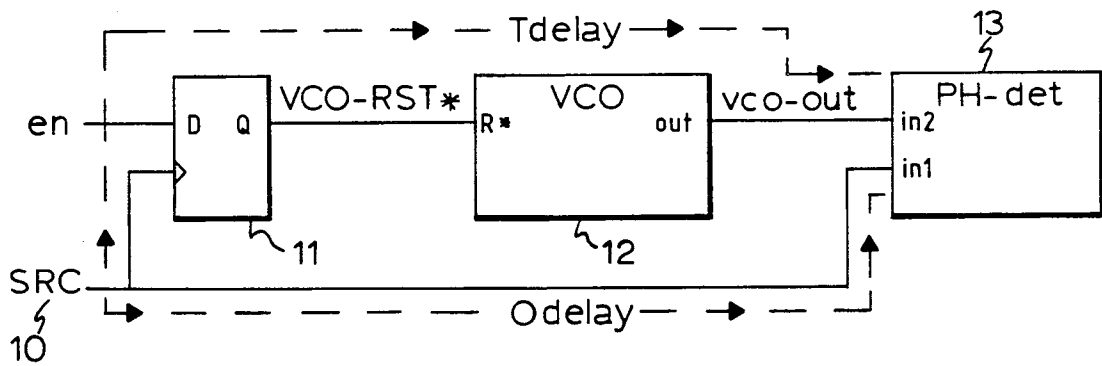 Tdelay
13
VCO-RST*
VCO
vco-out
PH-det
en
D Q
R*
out
in2
in1
11
12
SRC
Odelay
10